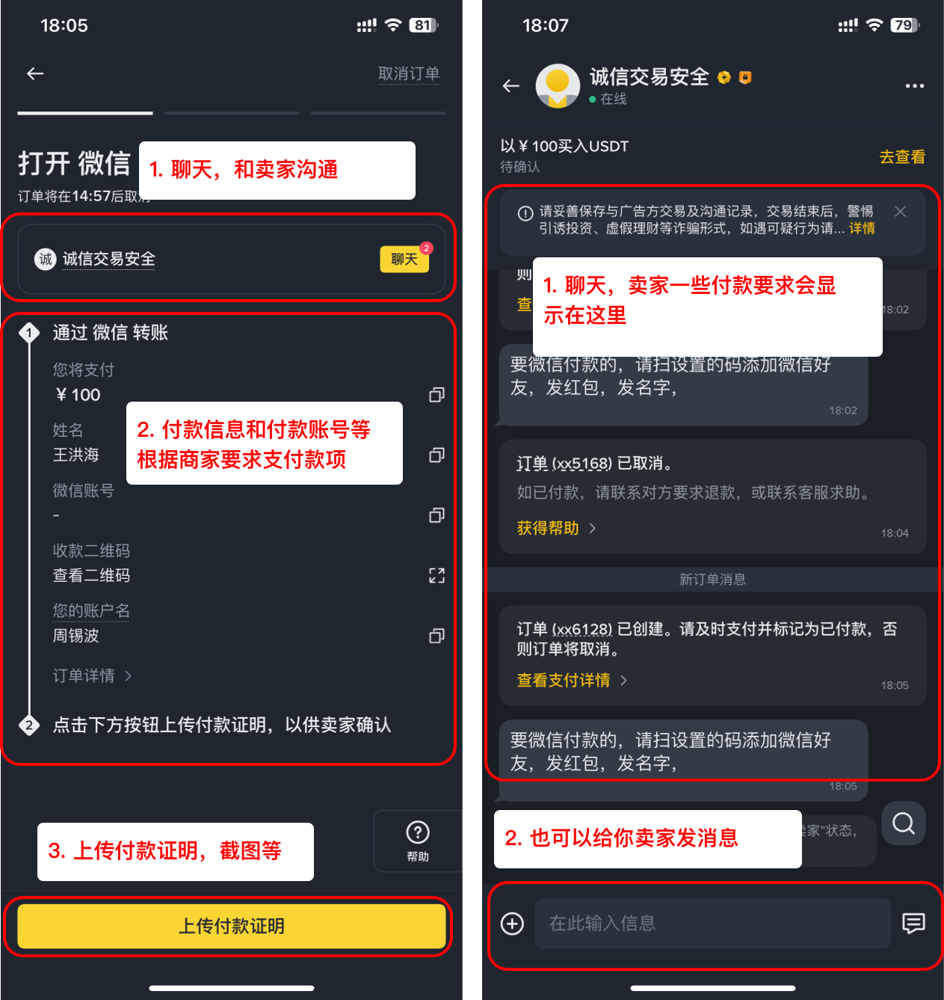 18:05
81
取消订单
打开 微信
1. 聊天，和卖家沟通
订单将在14:57后取消
诚
诚信交易安全
聊天
2
1
通过 微信 转账
您将支付
¥ 100
2. 付款信息和付款账号等
根据商家要求支付款项
姓名
王洪海
微信账号
-
收款二维码
查看二维码
您的账户名
周锡波
订单详情 >
2
点击下方按钮上传付款证明，以供卖家确认
3. 上传付款证明，截图等
?
帮助
上传付款证明
18:07
79
诚信交易安全
在线
以 ¥ 100买入USDT
待确认
去查看
请妥善保存与广告方交易及沟通记录，交易结束后，警惕
引诱投资、虚假理财等诈骗形式，如遇可疑行为请... 详情
则
1. 聊天，卖家一些付款要求会显
示在这里
查
18:02
要微信付款的，请扫设置的码添加微信好
友，发红包，发名字，
18:02
订单 (xx5168) 已取消。
如已付款，请联系对方要求退款，或联系客服求助。
获得帮助 >
18:04
新订单消息
订单 (xx6128) 已创建。请及时支付并标记为已付款，否
则订单将取消。
查看支付详情 >
18:05
要微信付款的，请扫设置的码添加微信好
友，发红包，发名字，
18:05
卖家”状态，
2. 也可以给你卖家发消息
在此输入信息